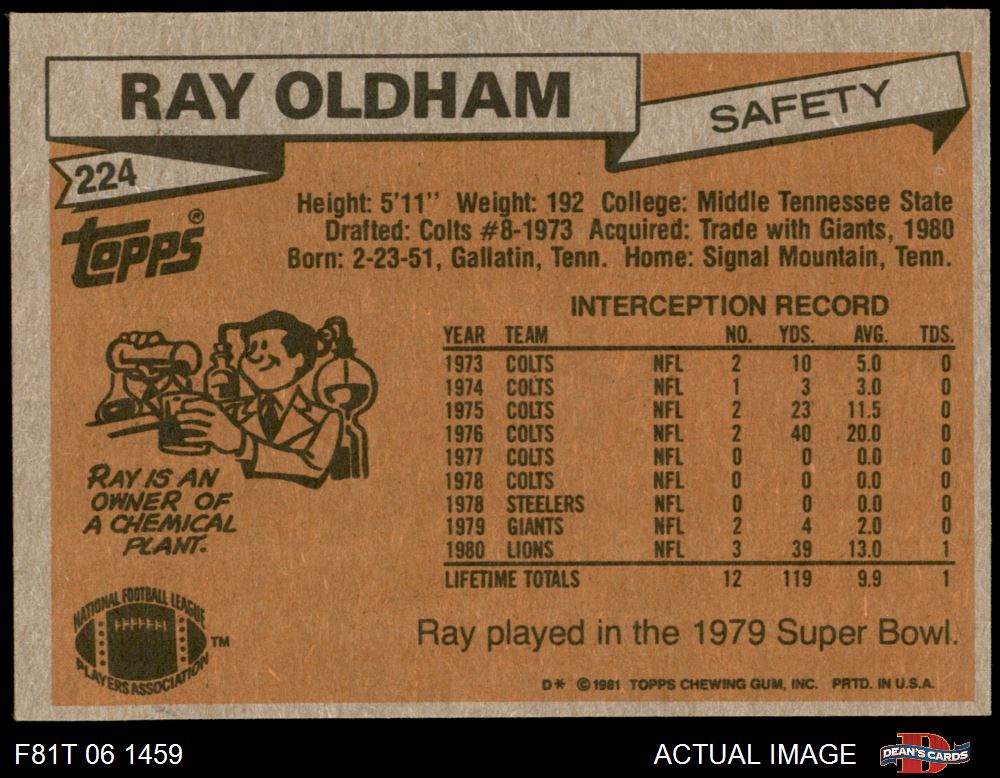 RAY OLDHAM
SAFETY
224
Topps®
Height: 5'11" Weight: 192 College: Middle Tennessee State
Drafted: Colts #8-1973 Acquired: Trade with Giants, 1980
Born: 2-23-51, Gallatin, Tenn. Home: Signal Mountain, Tenn.
INTERCEPTION RECORD
YEAR TEAM NO. YDS. AVG. TDS.
1973 COLTS NFL 2 10 5.0 0
1974 COLTS NFL 1 3 3.0 0
1975 COLTS NFL 2 23 11.5 0
1976 COLTS NFL 2 40 20.0 0
1977 COLTS NFL 0 0 0.0 0
1978 COLTS NFL 0 0 0.0 0
1978 STEELERS NFL 0 0 0.0 0
1979 GIANTS NFL 2 4 2.0 0
1980 LIONS NFL 3 39 13.0 1
LIFETIME TOTALS 12 119 9.9 1
RAY IS AN
OWNER OF
A CHEMICAL
PLANT.
NATIONAL FOOTBALL LEAGUE
PLAYERS ASSOCIATION
TM
Ray played in the 1979 Super Bowl.
D* ©1981 TOPPS CHEWING GUM, INC. PRTD. IN U.S.A.
F81T 06 1459
ACTUAL IMAGE
D
DEAN'S CARDS